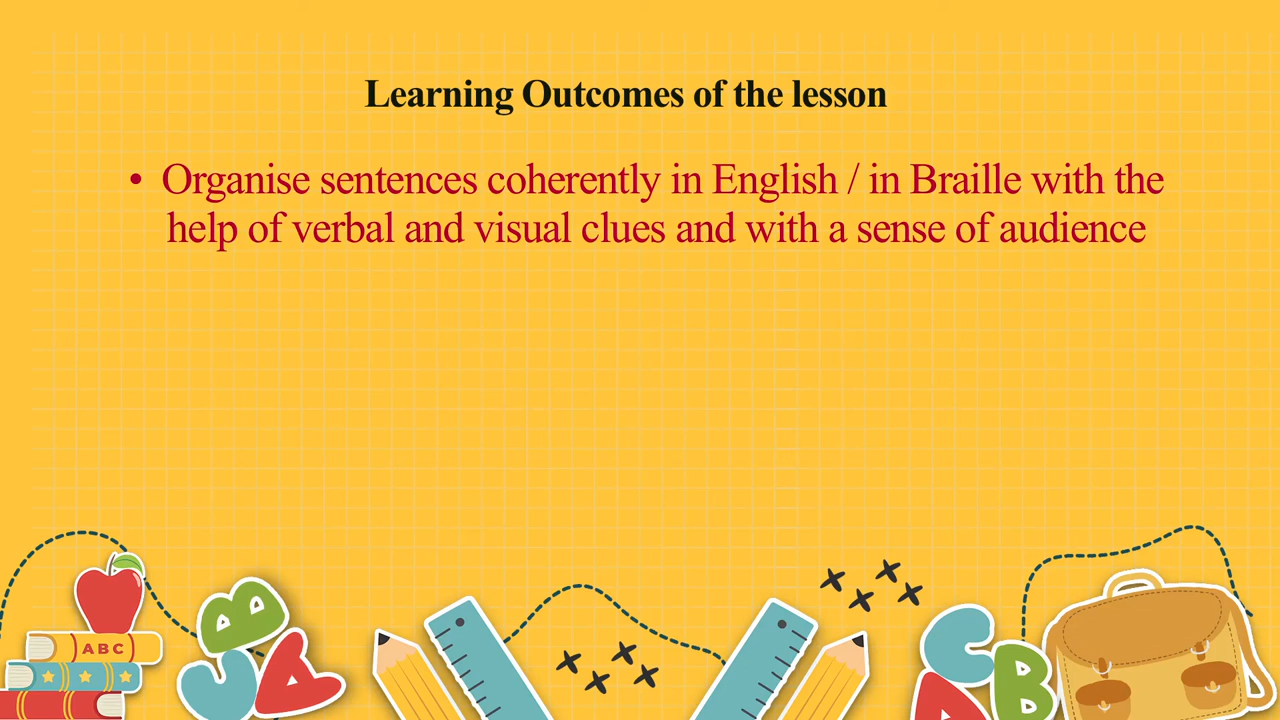 Learning Outcomes of the lesson
• Organise sentences coherently in English / in Braille with the
help of verbal and visual clues and with a sense of audience
ABC
B
C
A
C
B
A